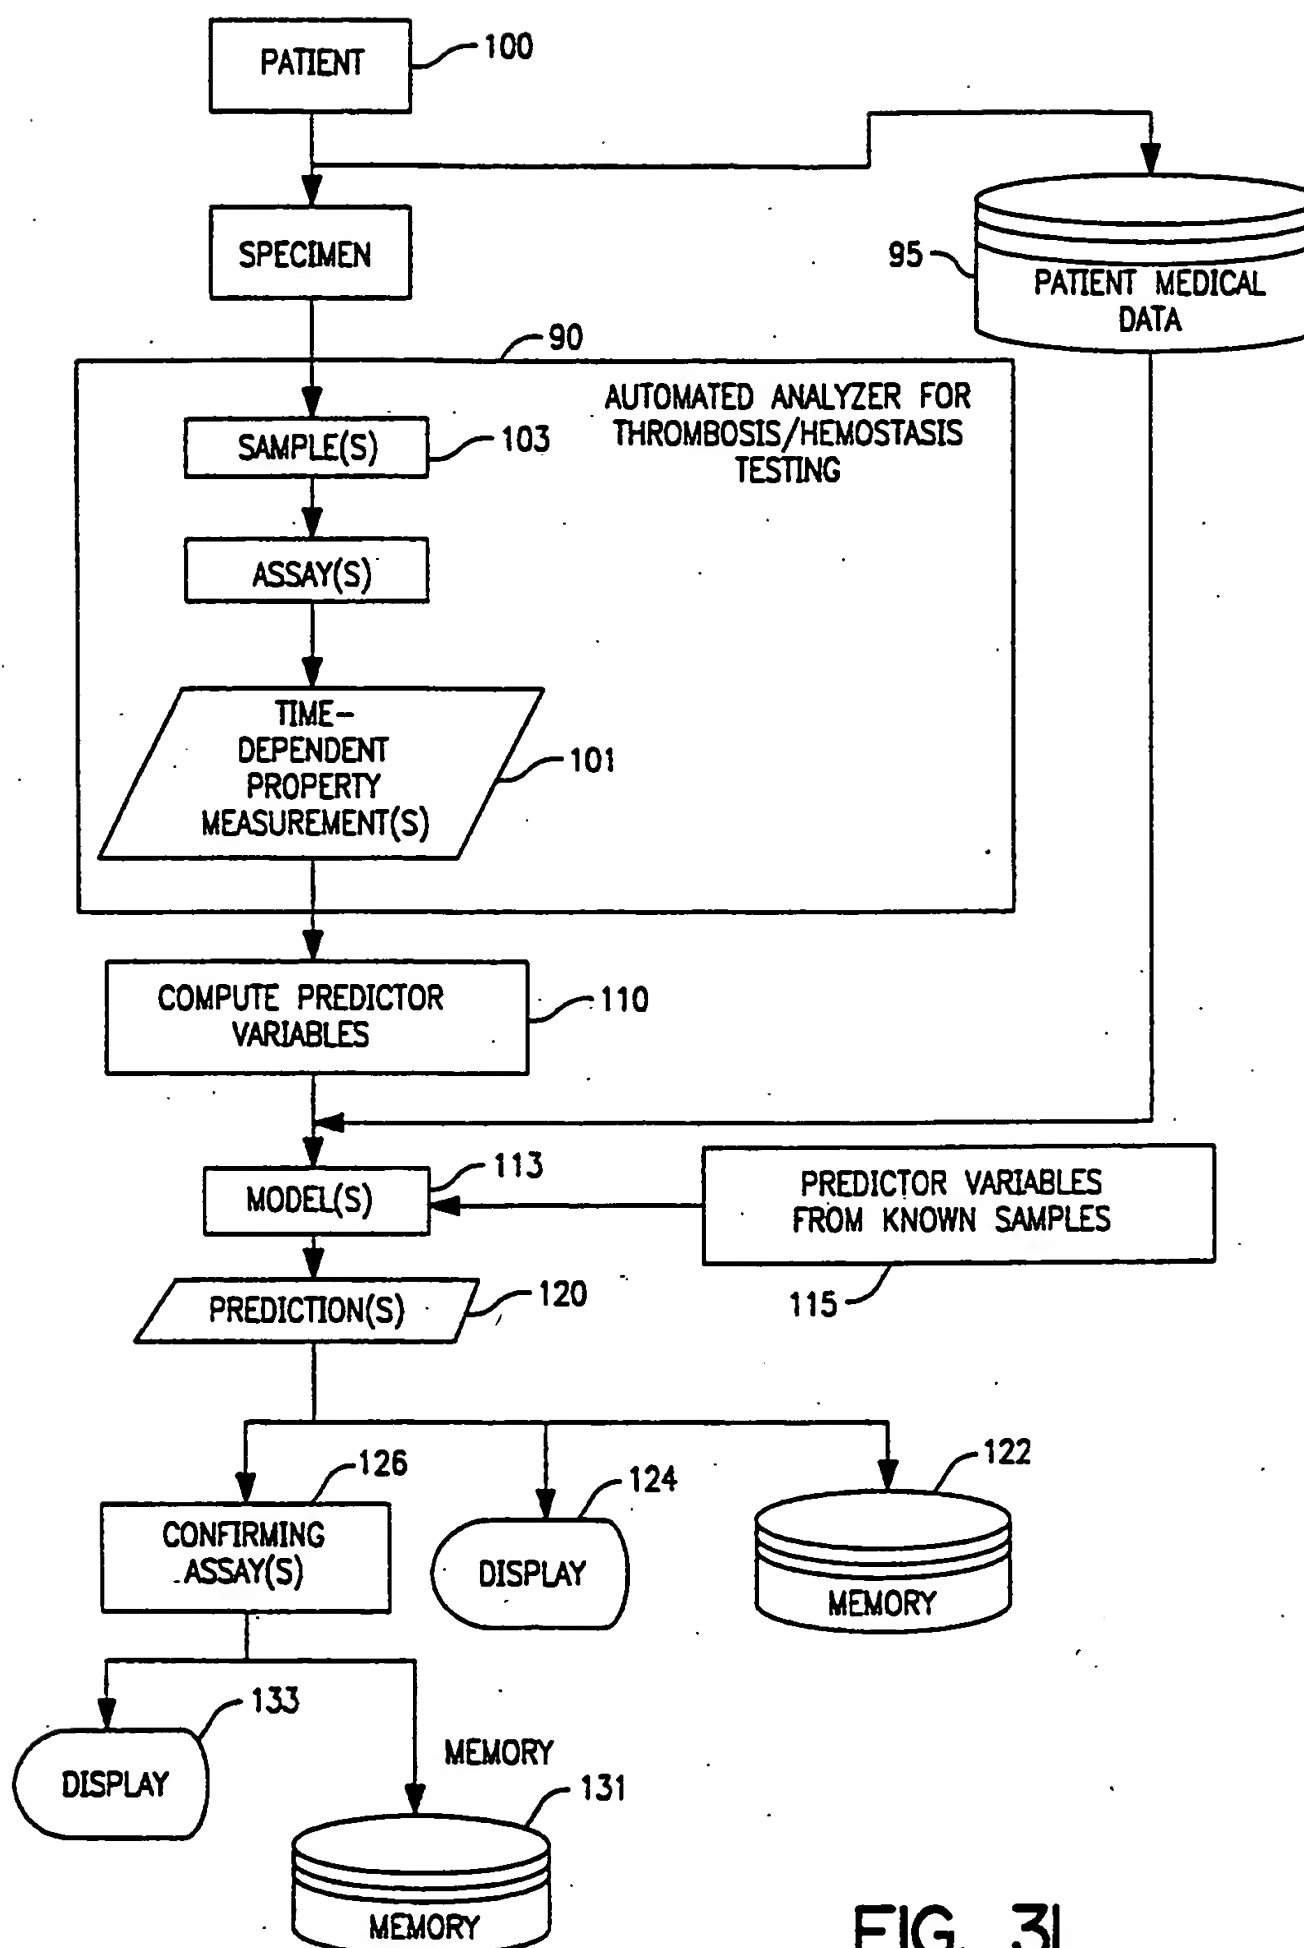 PATIENT
100
SPECIMEN
95
PATIENT MEDICAL
DATA
90
AUTOMATED ANALYZER FOR
THROMBOSIS/HEMOSTASIS
TESTING
SAMPLE(S)
103
ASSAY(S)
TIME-
DEPENDENT
PROPERTY
MEASUREMENT(S)
101
COMPUTE PREDICTOR
VARIABLES
110
MODEL(S)
113
PREDICTOR VARIABLES
FROM KNOWN SAMPLES
115
PREDICTION(S)
120
126
CONFIRMING
ASSAY(S)
124
DISPLAY
122
MEMORY
133
DISPLAY
MEMORY
131
MEMORY
FIG. 31